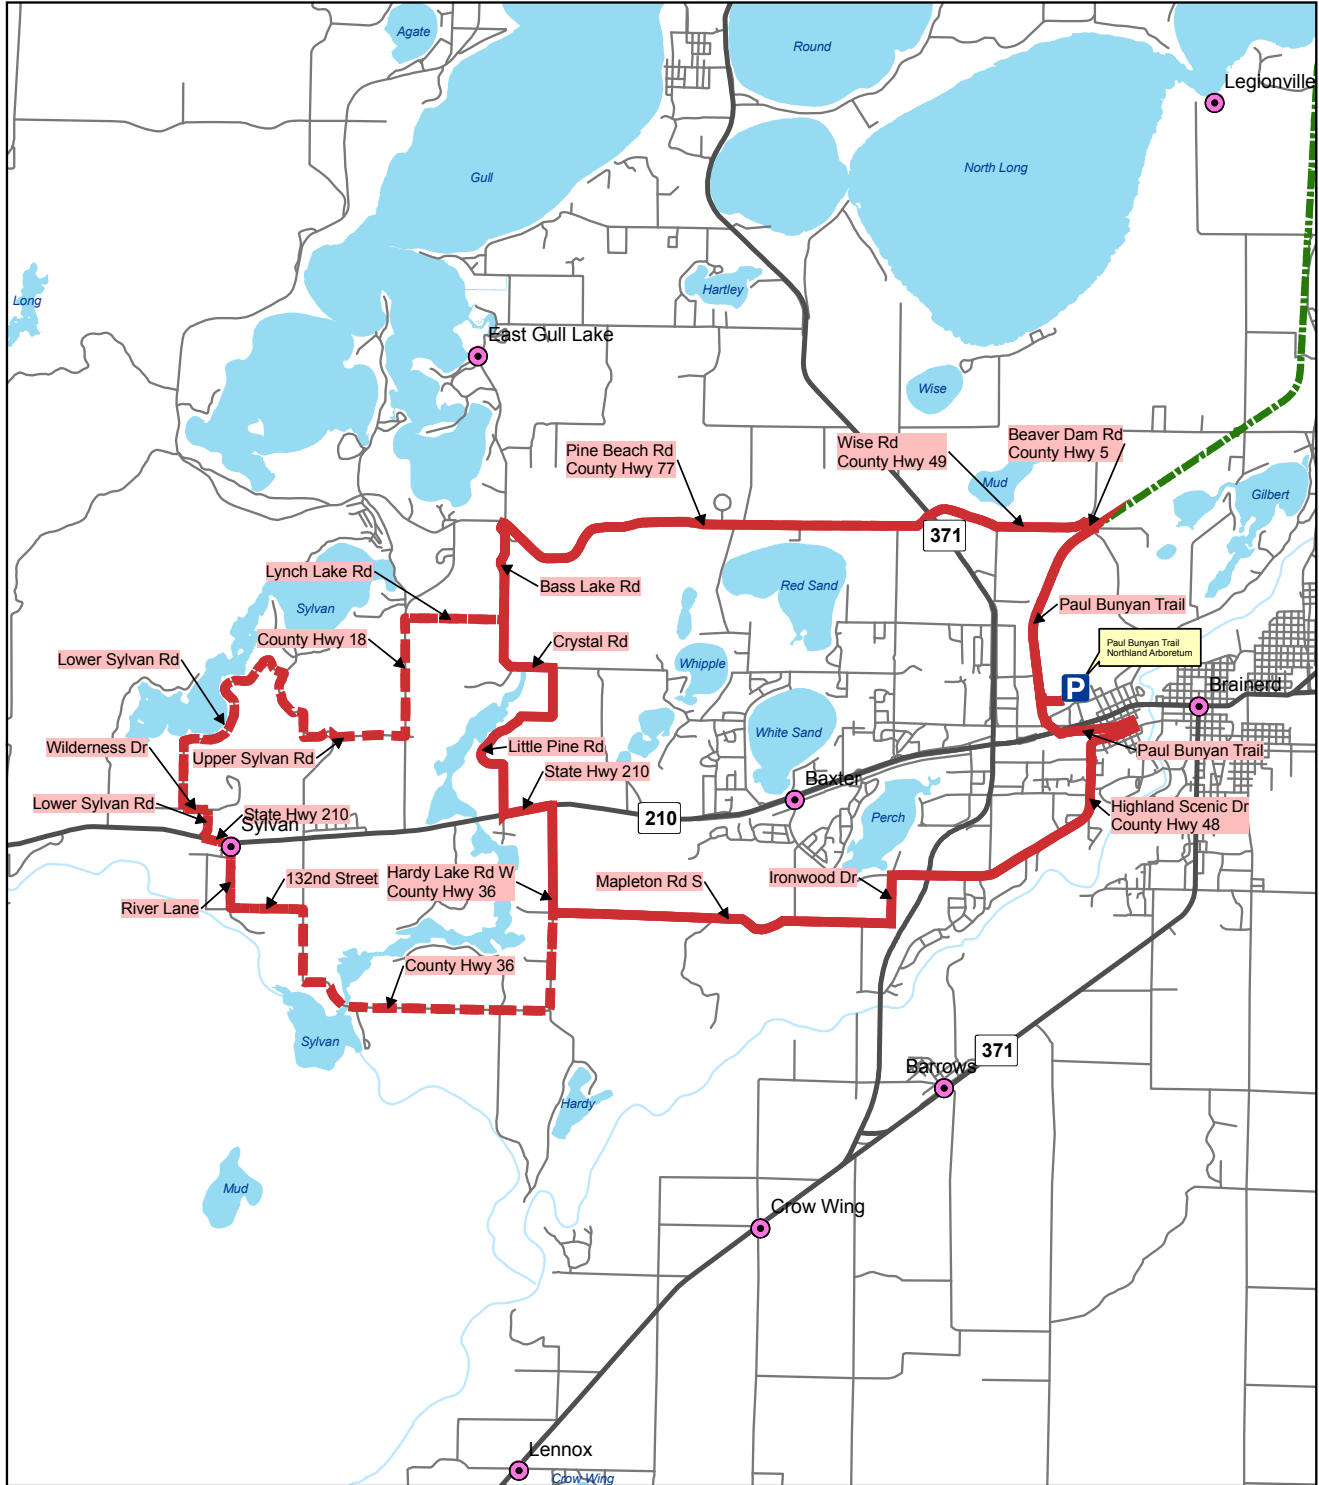 Agate
Round
Legionville
Gull
North Long
Long
Hartley
East Gull Lake
Wise
Pine Beach Rd
County Hwy 77
Wise Rd
County Hwy 49
Beaver Dam Rd
County Hwy 5
Mud
Gilbert
371
Lynch Lake Rd
Bass Lake Rd
Red Sand
Sylvan
Paul Bunyan Trail
County Hwy 18
Crystal Rd
Paul Bunyan Trail
Northland Arboretum
Lower Sylvan Rd
Whipple
P
Brainerd
White Sand
Wilderness Dr
Upper Sylvan Rd
Little Pine Rd
Paul Bunyan Trail
State Hwy 210
Baxter
Lower Sylvan Rd
State Hwy 210
Sylvan
210
Perch
Highland Scenic Dr
County Hwy 48
132nd Street
Hardy Lake Rd W
County Hwy 36
Mapleton Rd S
Ironwood Dr
River Lane
County Hwy 36
Sylvan
371
Barrows
Hardy
Mud
Crow Wing
Lennox
Crow Wing